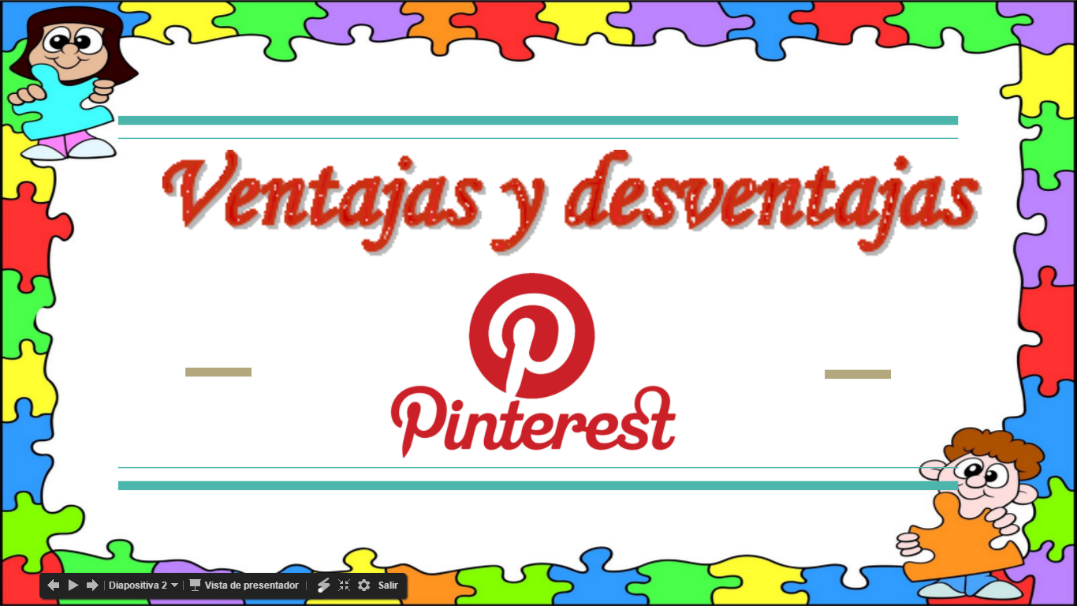 Ventajas y desventajas
Pinterest
Diapositiva 2
Vista de presentador
Salir